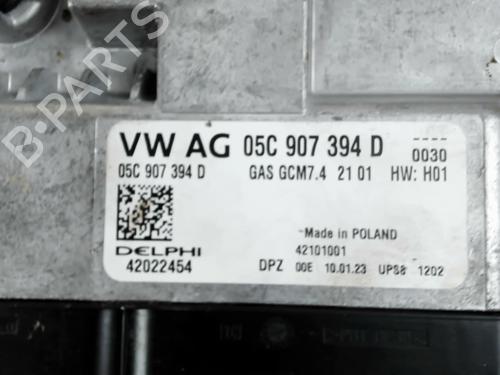 B-PARTS
VW AG 05C 907 394 D 0030
05C 907 394 D GAS GCM7.4 21 01 HW: H01
Made in POLAND
DELPHI 42101001
42022454 DPZ 00E 10.01.23 UPS8 1202